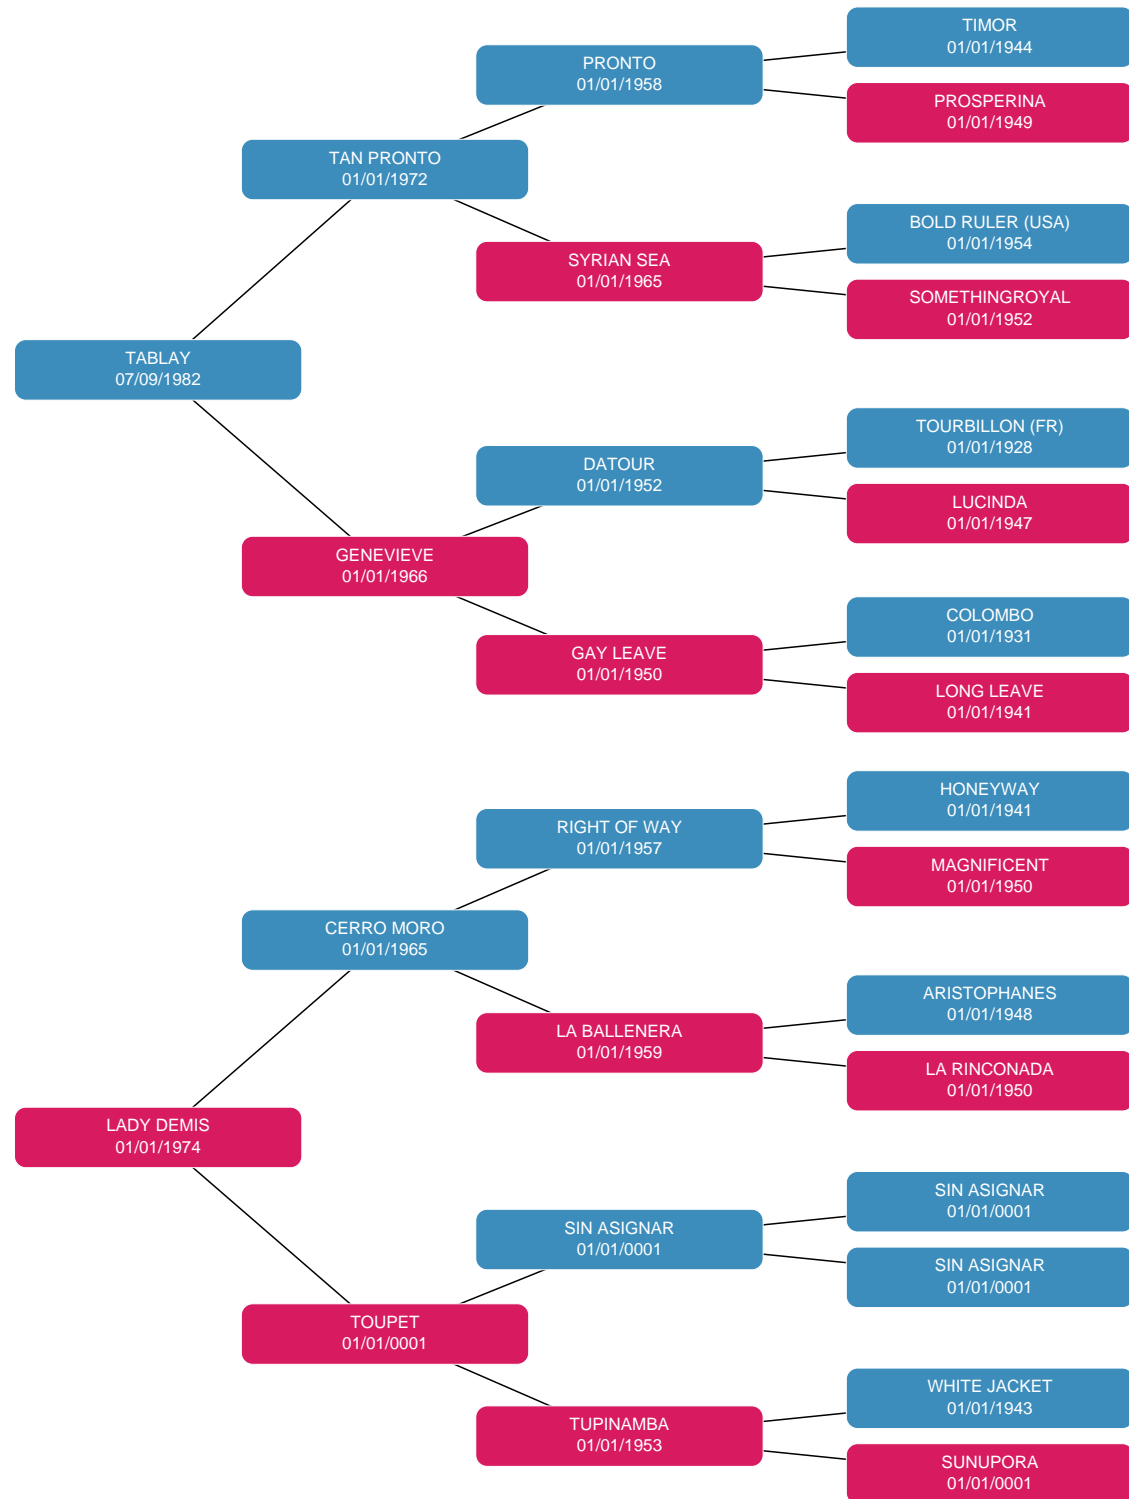 TIMOR
01/01/1944
PRONTO
01/01/1958
PROSPERINA
01/01/1949
TAN PRONTO
01/01/1972
BOLD RULER (USA)
01/01/1954
SYRIAN SEA
01/01/1965
SOMETHINGROYAL
01/01/1952
TABLAY
07/09/1982
TOURBILLON (FR)
01/01/1928
DATOUR
01/01/1952
LUCINDA
01/01/1947
GENEVIEVE
01/01/1966
COLOMBO
01/01/1931
GAY LEAVE
01/01/1950
LONG LEAVE
01/01/1941
HONEYWAY
01/01/1941
RIGHT OF WAY
01/01/1957
MAGNIFICENT
01/01/1950
CERRO MORO
01/01/1965
ARISTOPHANES
01/01/1948
LA BALLENERA
01/01/1959
LA RINCONADA
01/01/1950
LADY DEMIS
01/01/1974
SIN ASIGNAR
01/01/0001
SIN ASIGNAR
01/01/0001
SIN ASIGNAR
01/01/0001
TOUPET
01/01/0001
WHITE JACKET
01/01/1943
TUPINAMBA
01/01/1953
SUNUPORA
01/01/0001